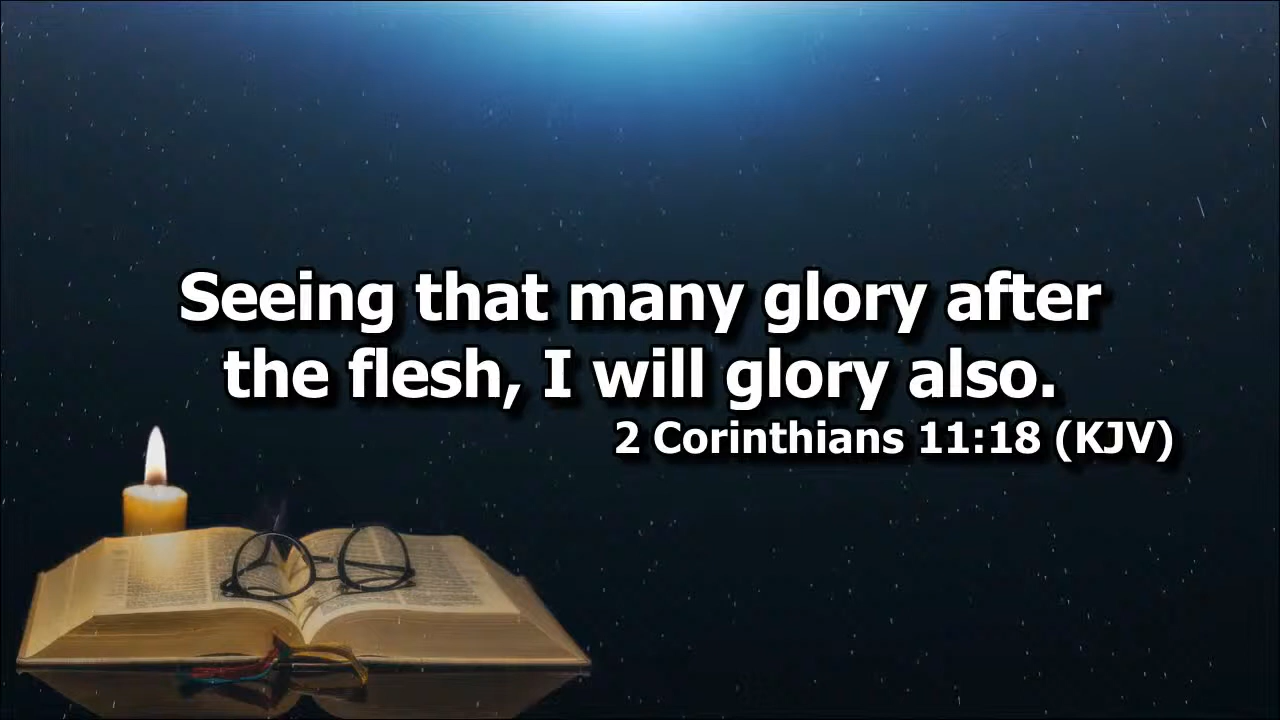 Seeing that many glory after
the flesh, I will glory also.
2 Corinthians 11:18 (KJV)